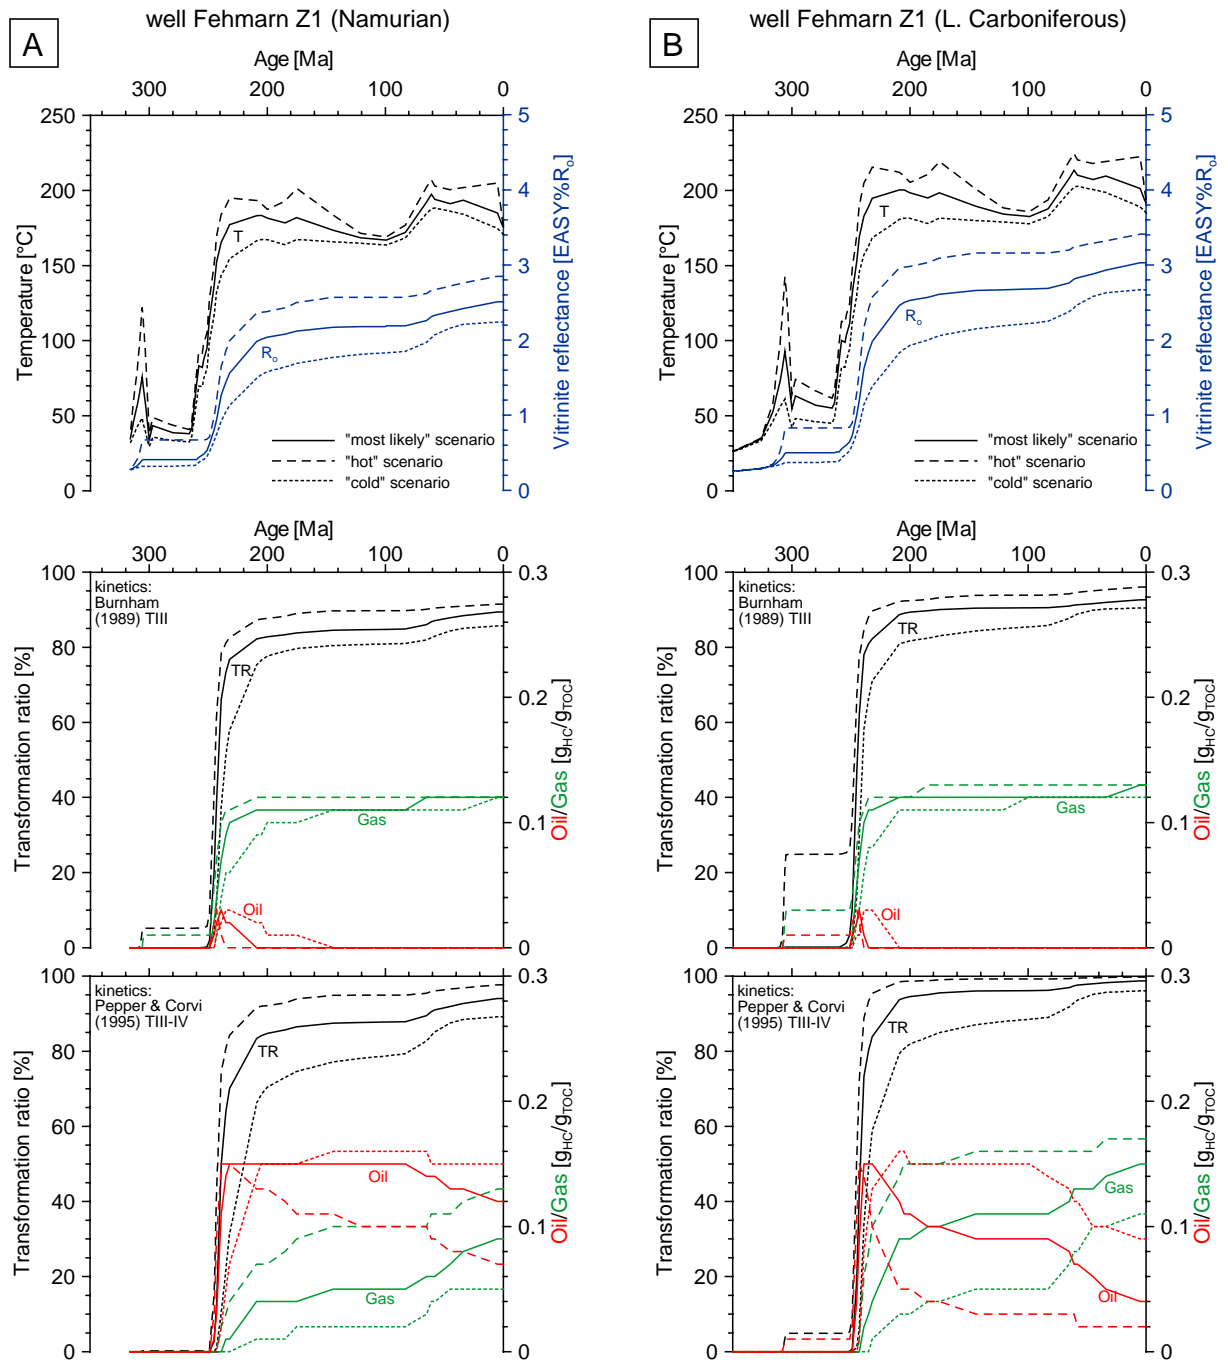 well Fehmarn Z1 (Namurian)
A
Age [Ma]
300 200 100 0
250
200
150
100
50
0
Temperature [°C]
5
4
3
2
1
0
Vitrinite reflectance [EASY%Ro]
T
Ro
"most likely" scenario
"hot" scenario
"cold" scenario
Age [Ma]
300 200 100 0
100
80
60
40
20
0
Transformation ratio [%]
kinetics:
Burnham
(1989) TIII
TR
Gas
Oil
0.3
0.2
0.1
0
Oil/Gas [gHC/gTOC]
100
80
60
40
20
0
Transformation ratio [%]
kinetics:
Pepper & Corvi
(1995) TIII-IV
TR
Oil
Gas
0.3
0.2
0.1
0
Oil/Gas [gHC/gTOC]
well Fehmarn Z1 (L. Carboniferous)
B
Age [Ma]
300 200 100 0
250
200
150
100
50
0
Temperature [°C]
5
4
3
2
1
0
Vitrinite reflectance [EASY%Ro]
T
Ro
"most likely" scenario
"hot" scenario
"cold" scenario
Age [Ma]
300 200 100 0
100
80
60
40
20
0
Transformation ratio [%]
kinetics:
Burnham
(1989) TIII
TR
Gas
Oil
0.3
0.2
0.1
0
Oil/Gas [gHC/gTOC]
100
80
60
40
20
0
Transformation ratio [%]
kinetics:
Pepper & Corvi
(1995) TIII-IV
TR
Gas
Oil
0.3
0.2
0.1
0
Oil/Gas [gHC/gTOC]